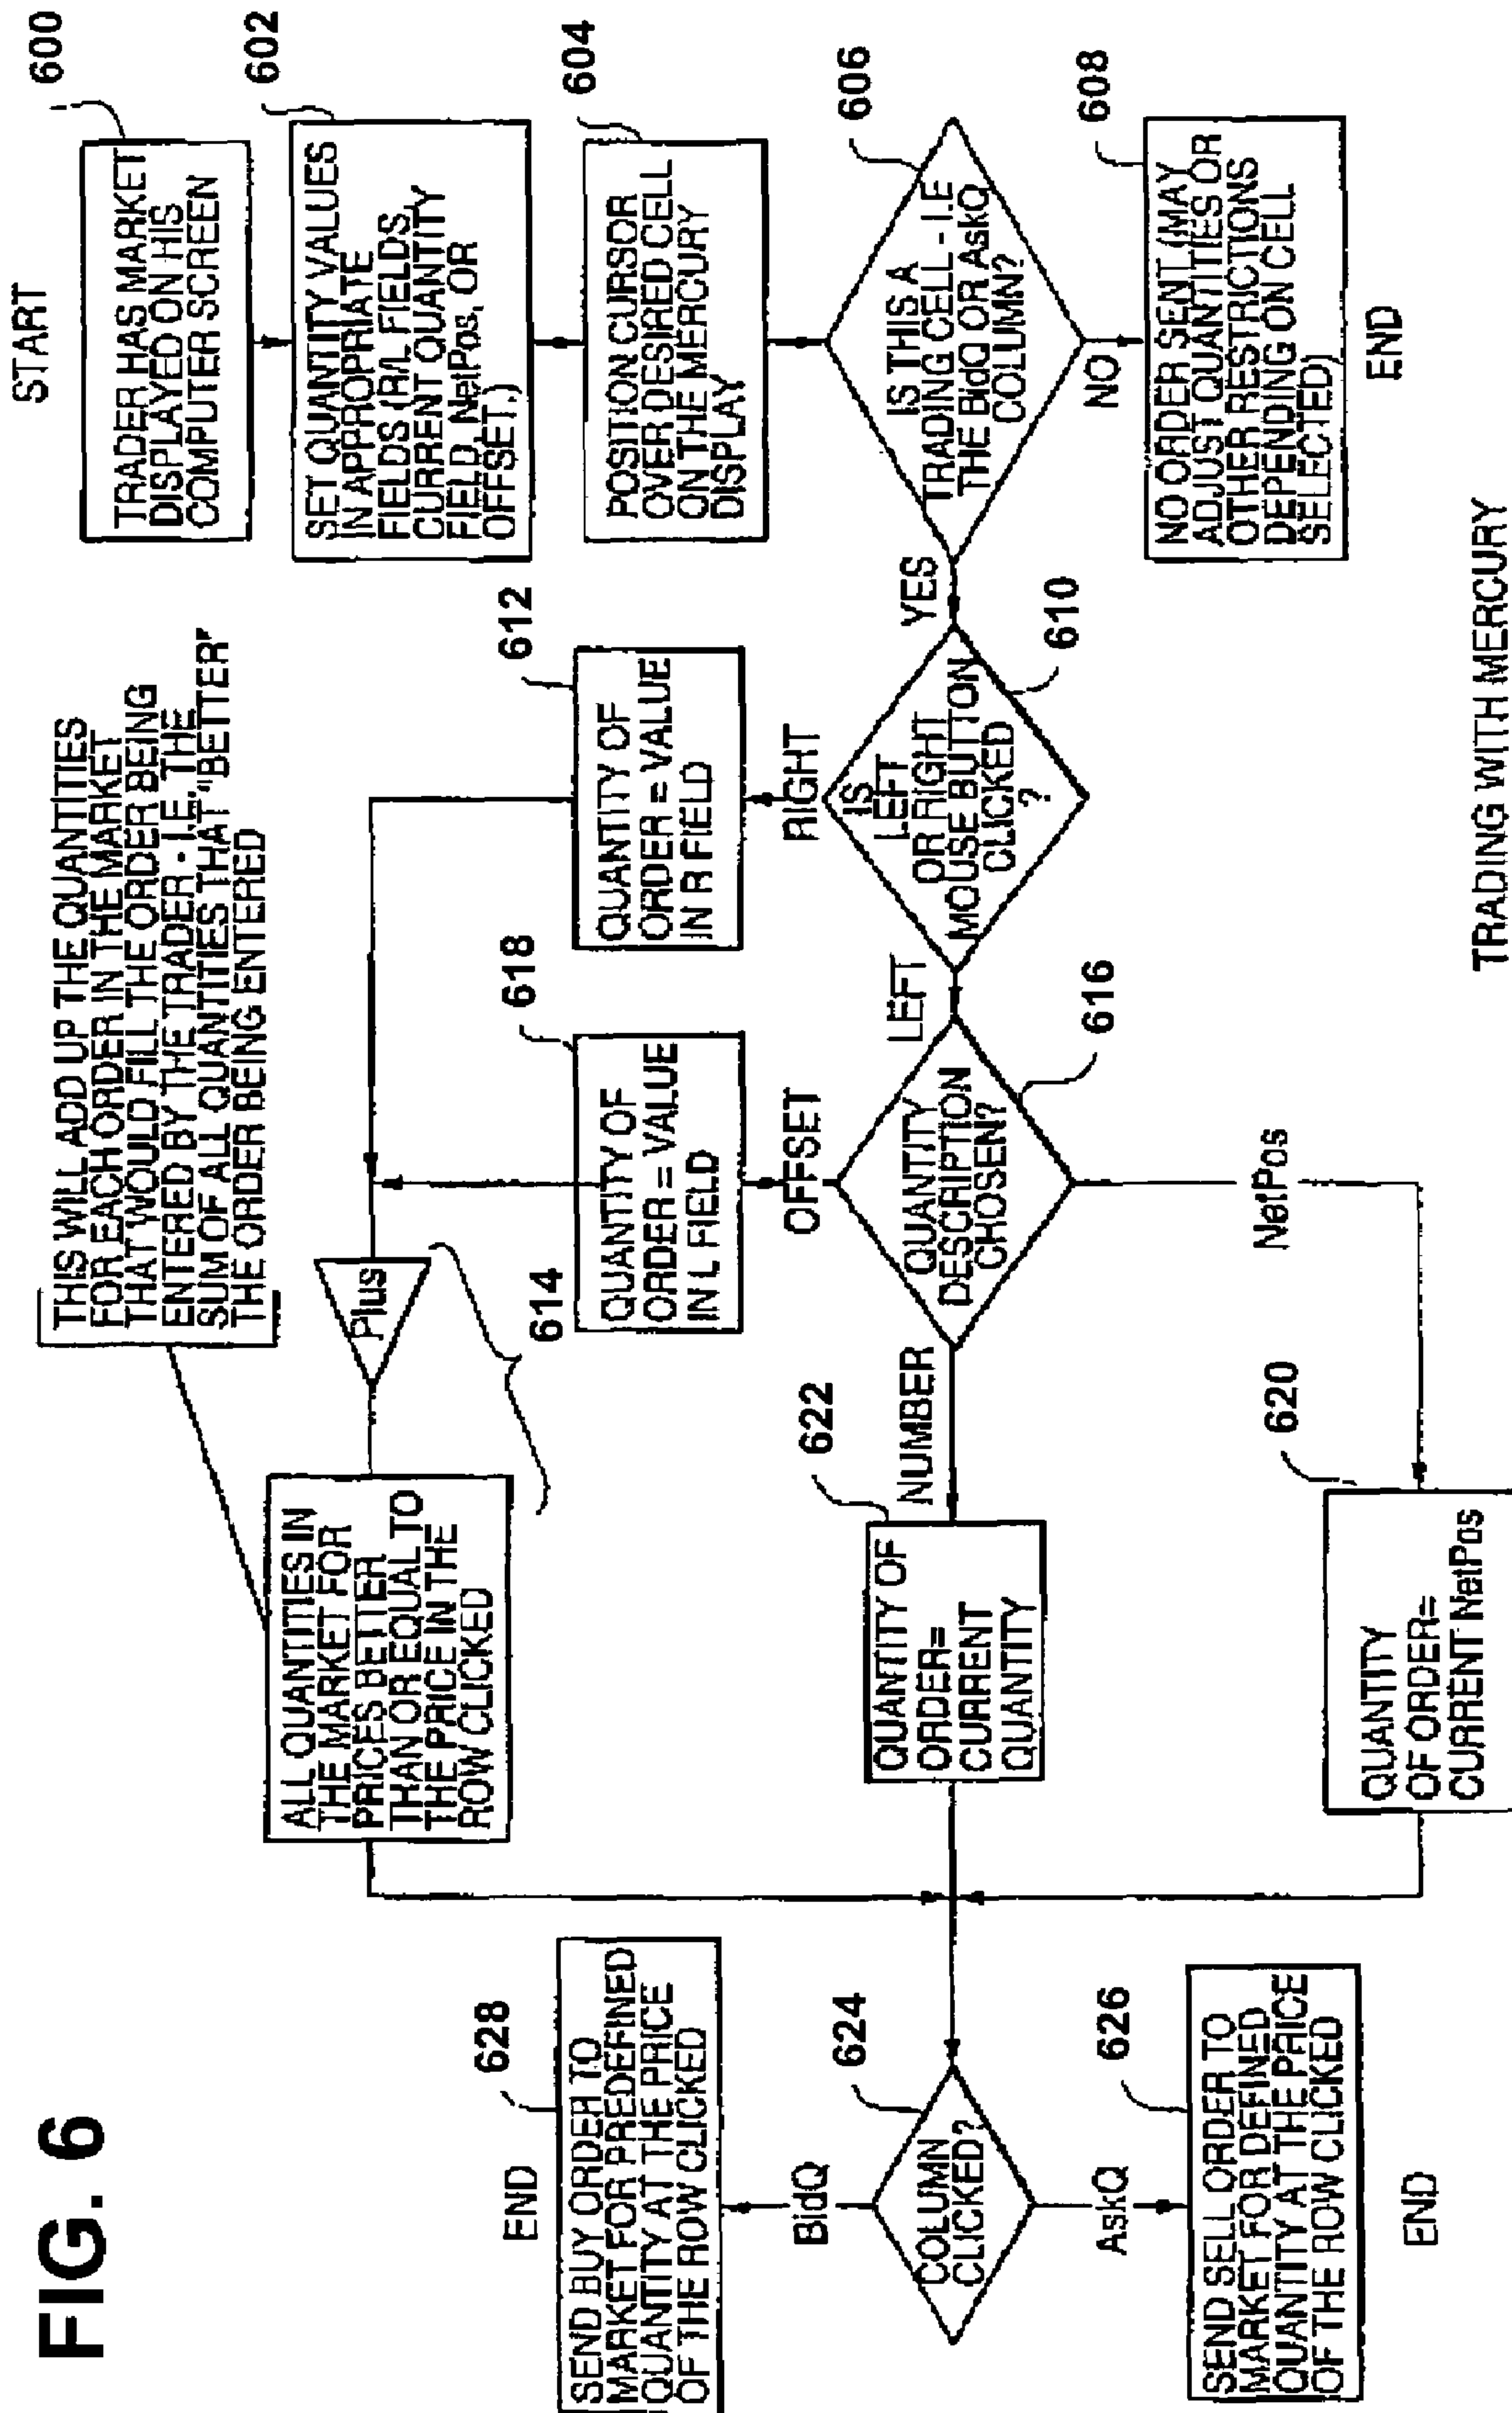 FIG. 6
START
600
TRADER HAS MARKET
DISPLAYED ON HIS
COMPUTER SCREEN
602
SET QUANTITY VALUES
IN APPROPRIATE
FIELDS (R/L FIELDS,
CURRENT QUANTITY
FIELD, NetPos, OR
OFFSET,)
604
POSITION CURSOR
OVER DESIRED CELL
ON THE MERCURY
DISPLAY
606
IS THIS A
TRADING CELL - I.E
THE BidQ OR AskQ
COLUMN?
NO
608
NO ORDER SENT (MAY
ADJUST QUANTITIES OR
OTHER RESTRICTIONS
DEPENDING ON CELL
SELECTED)
END
YES
610
IS
LEFT
OR RIGHT
MOUSE BUTTON
CLICKED
?
RIGHT
612
QUANTITY OF
ORDER = VALUE
IN R FIELD
LEFT
616
QUANTITY
DESCRIPTION
CHOSEN?
OFFSET
618
QUANTITY OF
ORDER = VALUE
IN L FIELD
Plus
614
THIS WILL ADD UP THE QUANTITIES
FOR EACH ORDER IN THE MARKET
THAT WOULD FILL THE ORDER BEING
ENTERED BY THE TRADER - I.E. THE
SUM OF ALL QUANTITIES THAT "BETTER"
THE ORDER BEING ENTERED
ALL QUANTITIES IN
THE MARKET FOR
PRICES BETTER
THAN OR EQUAL TO
THE PRICE IN THE
ROW CLICKED
NUMBER
622
QUANTITY OF
ORDER=
CURRENT
QUANTITY
NetPos
620
QUANTITY
OF ORDER=
CURRENT NetPos
624
COLUMN
CLICKED?
BidQ
628
SEND BUY ORDER TO
MARKET FOR PREDEFINED
QUANTITY AT THE PRICE
OF THE ROW CLICKED
END
AskQ
626
SEND SELL ORDER TO
MARKET FOR DEFINED
QUANTITY AT THE PRICE
OF THE ROW CLICKED
END
TRADING WITH MERCURY